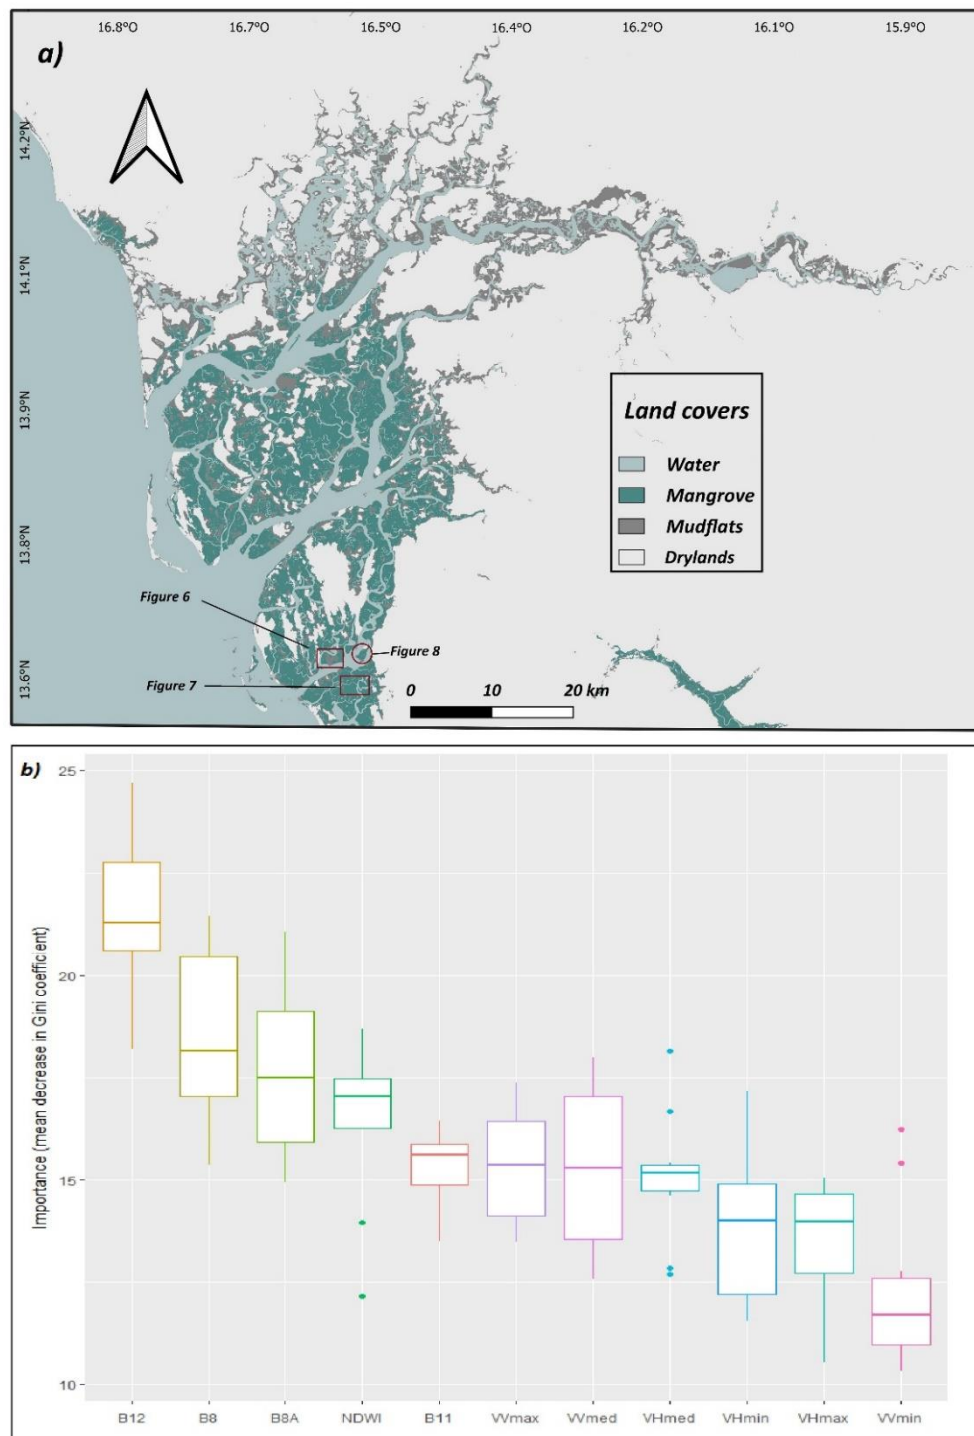 16.8°O 16.7°O 16.5°O 16.4°O 16.2°O 16.1°O 15.9°O
a)
14.2°N
14.1°N
13.9°N
13.8°N
13.6°N
Land covers
Water
Mangrove
Mudflats
Drylands
Figure 6
Figure 8
Figure 7
0 10 20 km
b)
Importance (mean decrease in Gini coefficient)
25
20
15
10
B12 B8 B8A NDWI B11 VVmax VVmed VHmed VHmin VHmax VVmin